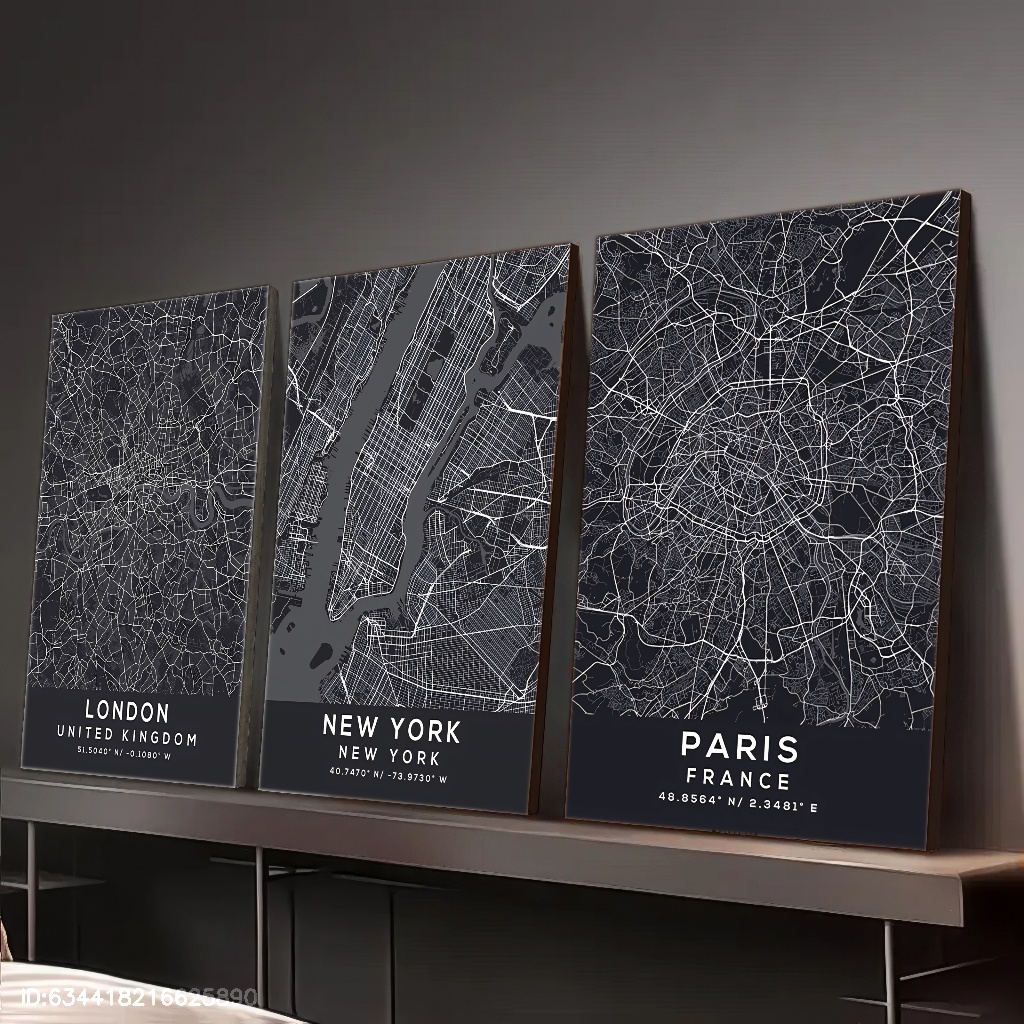 LONDON
UNITED KINGDOM
51.5040° N/ -0.1080° W
NEW YORK
NEW YORK
40.7470° N/ -73.9730° W
PARIS
FRANCE
48.8564° N/ 2.3481° E
iD:634418216625890